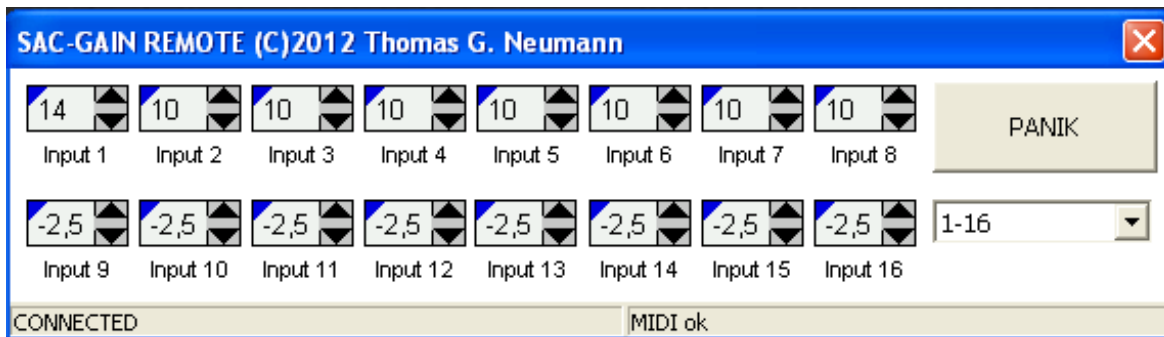 SAC-GAIN REMOTE (C)2012 Thomas G. Neumann
14 10 10 10 10 10 10 10
Input 1 Input 2 Input 3 Input 4 Input 5 Input 6 Input 7 Input 8
PANIK
-2,5 -2,5 -2,5 -2,5 -2,5 -2,5 -2,5 -2,5
1-16
Input 9 Input 10 Input 11 Input 12 Input 13 Input 14 Input 15 Input 16
CONNECTED MIDI ok